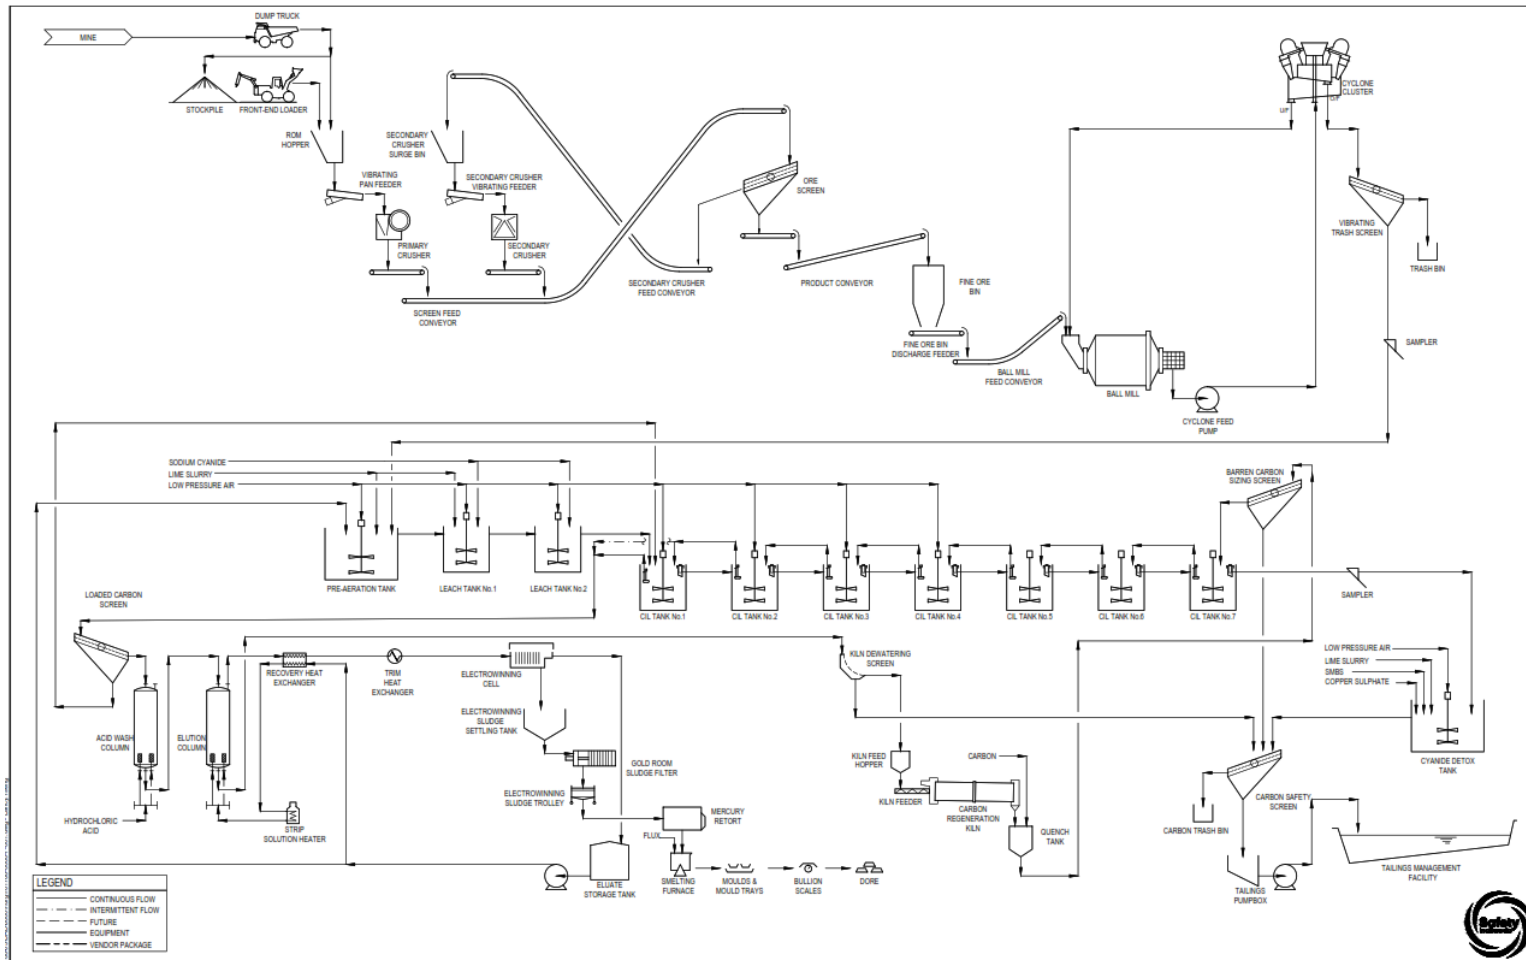 DUMP TRUCK
MINE
STOCKPILE
FRONT-END LOADER
ROM
HOPPER
SECONDARY
CRUSHER
SURGE BIN
VIBRATING
PAN FEEDER
SECONDARY CRUSHER
VIBRATING FEEDER
PRIMARY
CRUSHER
SECONDARY
CRUSHER
SCREEN FEED
CONVEYOR
SECONDARY CRUSHER
FEED CONVEYOR
ORE
SCREEN
PRODUCT CONVEYOR
FINE ORE
BIN
FINE ORE BIN
DISCHARGE FEEDER
BALL MILL
FEED CONVEYOR
BALL MILL
CYCLONE FEED
PUMP
CYCLONE
CLUSTER
U/F
O/F
VIBRATING
TRASH SCREEN
TRASH BIN
SAMPLER
SODIUM CYANIDE
LIME SLURRY
LOW PRESSURE AIR
PRE-AERATION TANK
LEACH TANK No.1
LEACH TANK No.2
CIL TANK No.1
CIL TANK No.2
CIL TANK No.3
CIL TANK No.4
CIL TANK No.5
CIL TANK No.6
CIL TANK No.7
BARREN CARBON
SIZING SCREEN
SAMPLER
LOADED CARBON
SCREEN
ACID WASH
COLUMN
ELUTION
COLUMN
HYDROCHLORIC
ACID
RECOVERY HEAT
EXCHANGER
STRIP
SOLUTION HEATER
TRIM
HEAT
EXCHANGER
ELECTROWINNING
CELL
ELECTROWINNING
SLUDGE
SETTLING TANK
GOLD ROOM
SLUDGE FILTER
ELECTROWINNING
SLUDGE TROLLEY
MERCURY
RETORT
FLUX
ELUATE
STORAGE TANK
SMELTING
FURNACE
MOULDS &
MOULD TRAYS
BULLION
SCALES
DORE
KILN DEWATERING
SCREEN
KILN FEED
HOPPER
KILN FEEDER
CARBON
CARBON
REGENERATION
KILN
QUENCH
TANK
LOW PRESSURE AIR
LIME SLURRY
SMBS
COPPER SULPHATE
CYANIDE DETOX
TANK
CARBON SAFETY
SCREEN
CARBON TRASH BIN
TAILINGS
PUMPBOX
TAILINGS MANAGEMENT
FACILITY
LEGEND
CONTINUOUS FLOW
INTERMITTENT FLOW
FUTURE
EQUIPMENT
VENDOR PACKAGE
Safety